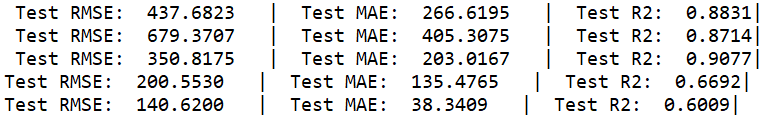 Test RMSE: 437.6823 | Test MAE: 266.6195 | Test R2: 0.8831|
Test RMSE: 679.3707 | Test MAE: 405.3075 | Test R2: 0.8714|
Test RMSE: 350.8175 | Test MAE: 203.0167 | Test R2: 0.9077|
Test RMSE: 200.5530 | Test MAE: 135.4765 | Test R2: 0.6692|
Test RMSE: 140.6200 | Test MAE: 38.3409 | Test R2: 0.6009|